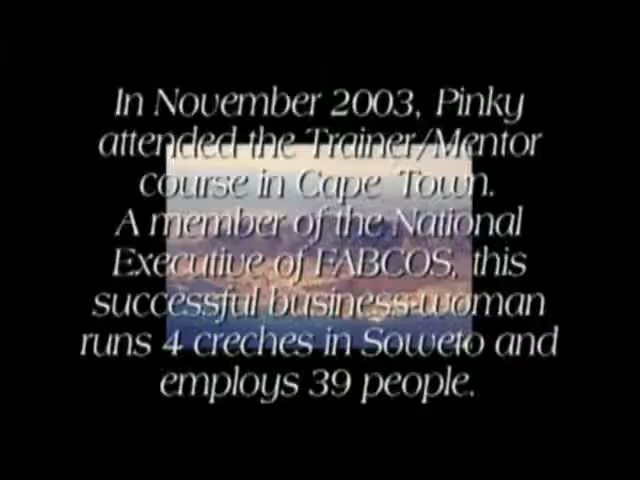 In November 2003, Pinky
attended the Trainer/Mentor
course in Cape Town.
A member of the National
Executive of FABCOS, this
successful business-woman
runs 4 creches in Soweto and
employs 39 people.